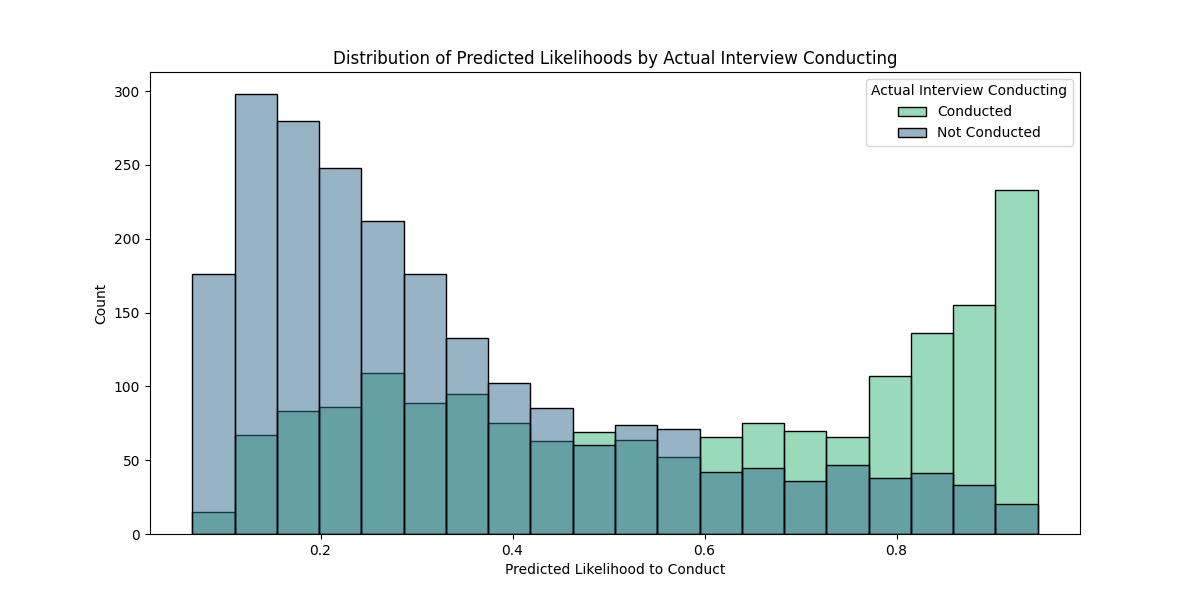 Distribution of Predicted Likelihoods by Actual Interview Conducting
Actual Interview Conducting
Conducted
Not Conducted
300
250
200
150
100
50
0
Count
0.2 0.4 0.6 0.8
Predicted Likelihood to Conduct